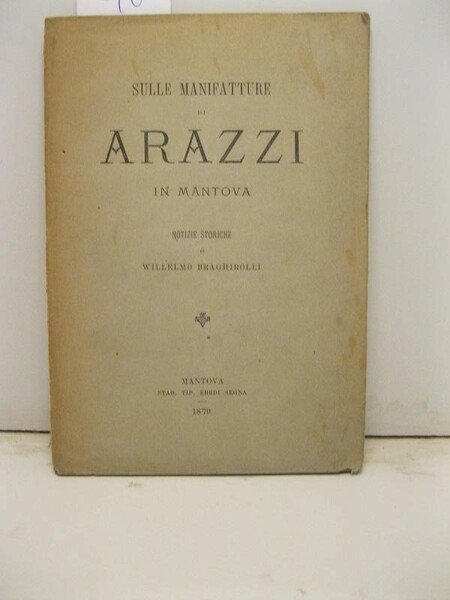 SULLE MANIFATTURE
DI
ARAZZI
IN MANTOVA
NOTIZIE STORICHE
DI
WILLELMO BRAGHIROLLI
MANTOVA
STAB. TIP. EREDI SEGNA
1879